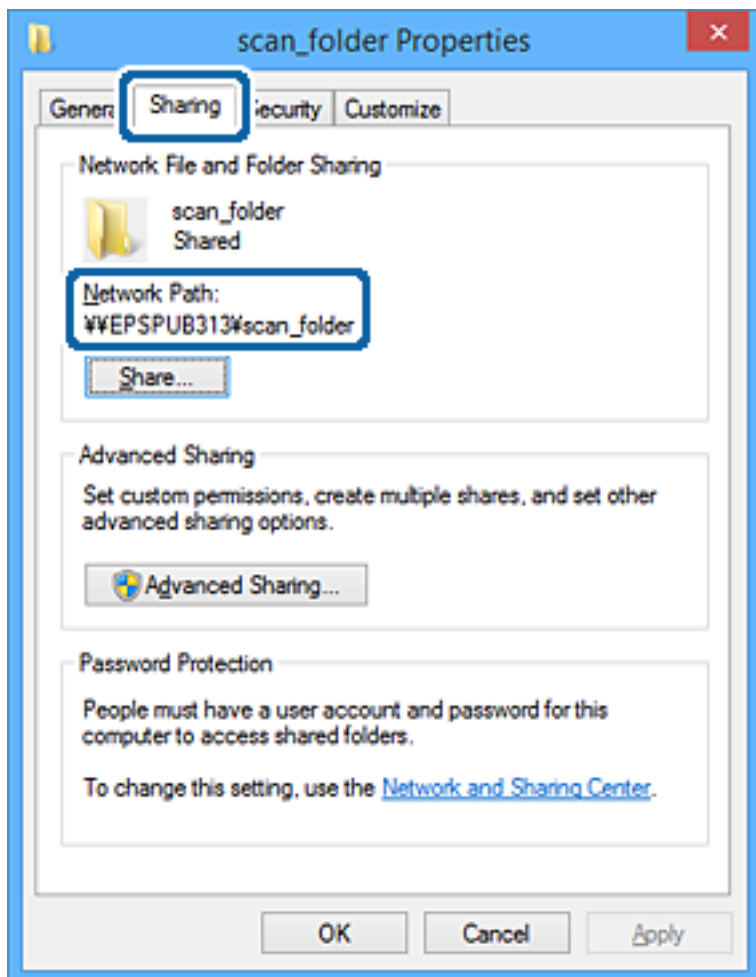 scan_folder Properties
General Sharing Security Customize
Network File and Folder Sharing
scan_folder
Shared
Network Path:
¥¥EPSPUB313¥scan_folder
Share...
Advanced Sharing
Set custom permissions, create multiple shares, and set other
advanced sharing options.
Advanced Sharing...
Password Protection
People must have a user account and password for this
computer to access shared folders.
To change this setting, use the Network and Sharing Center.
OK Cancel Apply